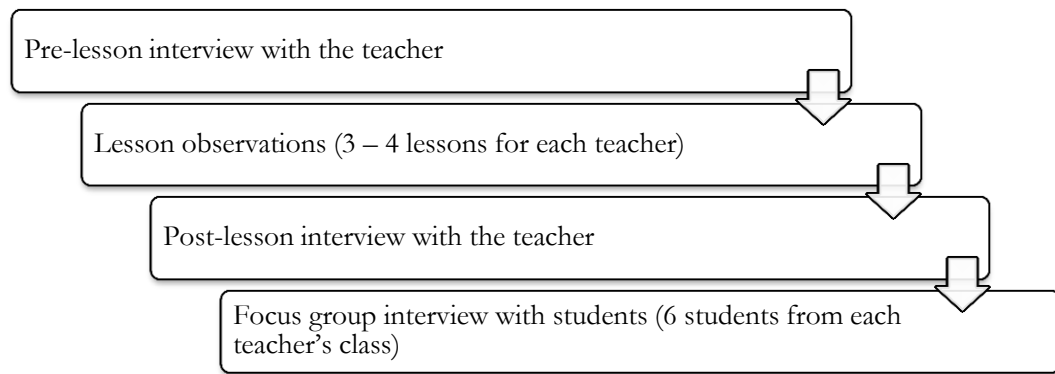 Pre-lesson interview with the teacher
Lesson observations (3 – 4 lessons for each teacher)
Post-lesson interview with the teacher
Focus group interview with students (6 students from each
teacher’s class)